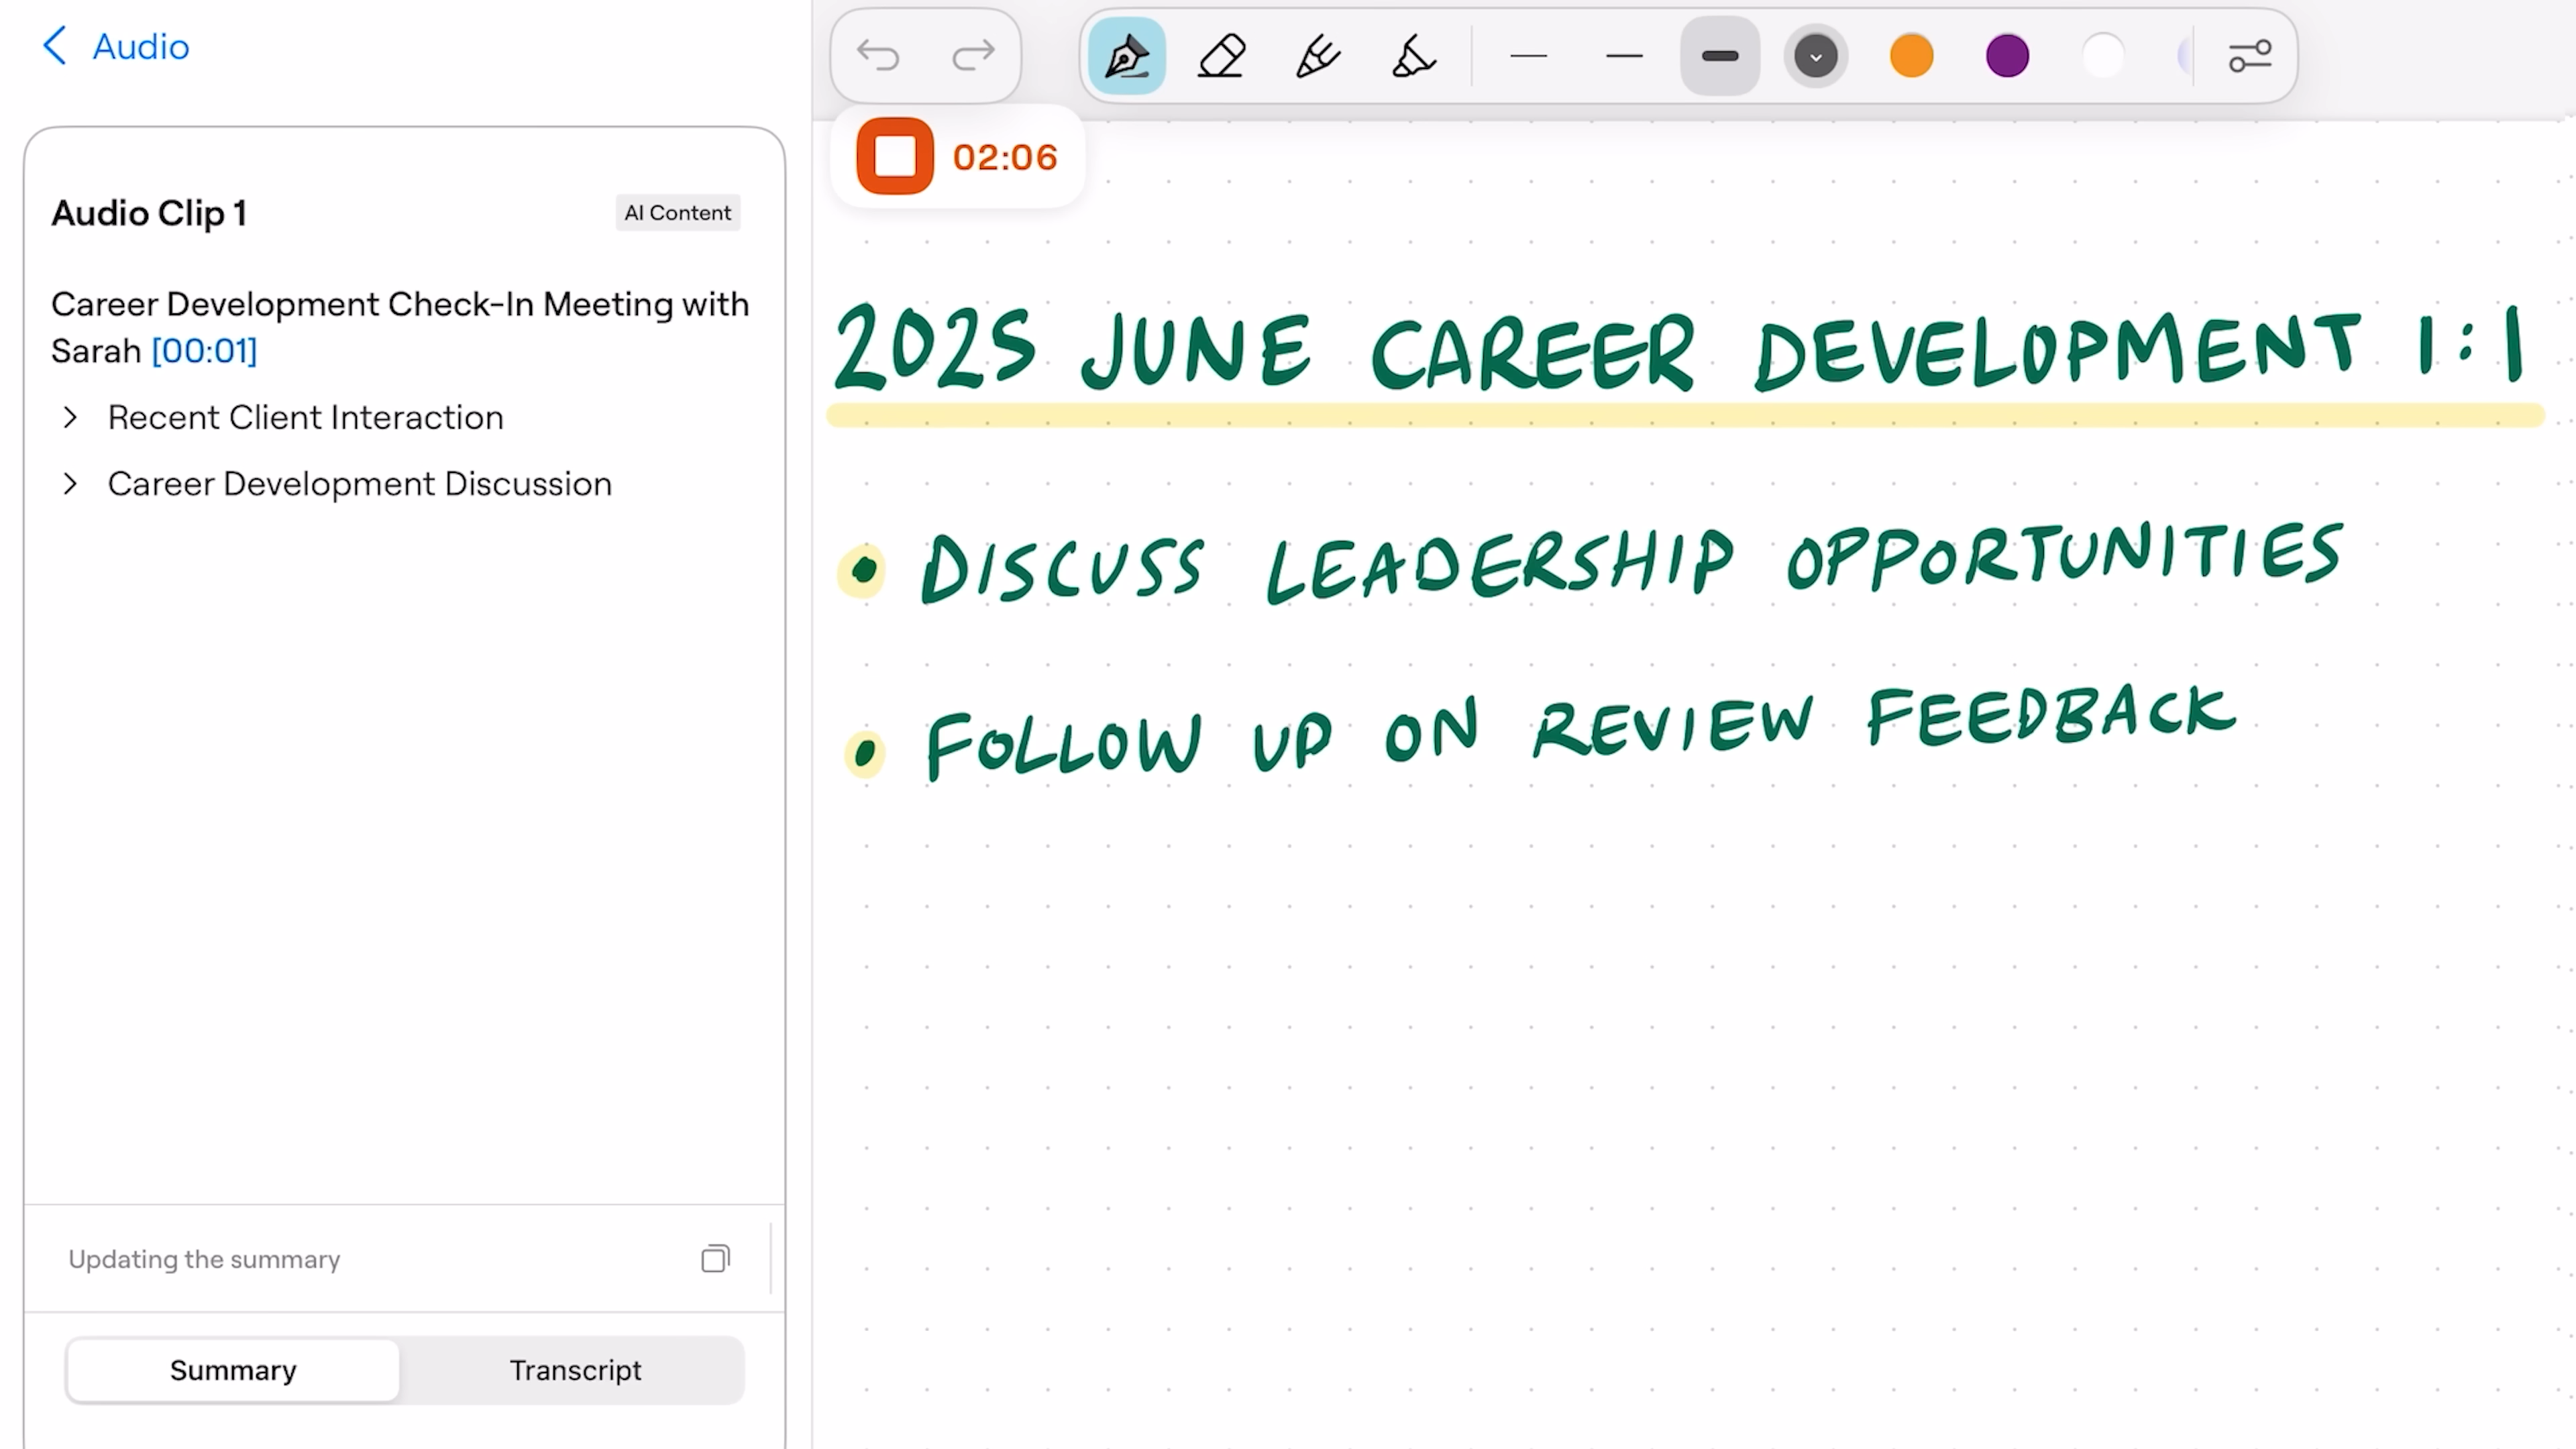 Audio
02:06
Audio Clip 1
AI Content
Career Development Check-In Meeting with
Sarah [00:01]
Recent Client Interaction
Career Development Discussion
Updating the summary
Summary
Transcript
2025 JUNE CAREER DEVELOPMENT 1:1
• DISCUSS LEADERSHIP OPPORTUNITIES
• FOLLOW UP ON REVIEW FEEDBACK